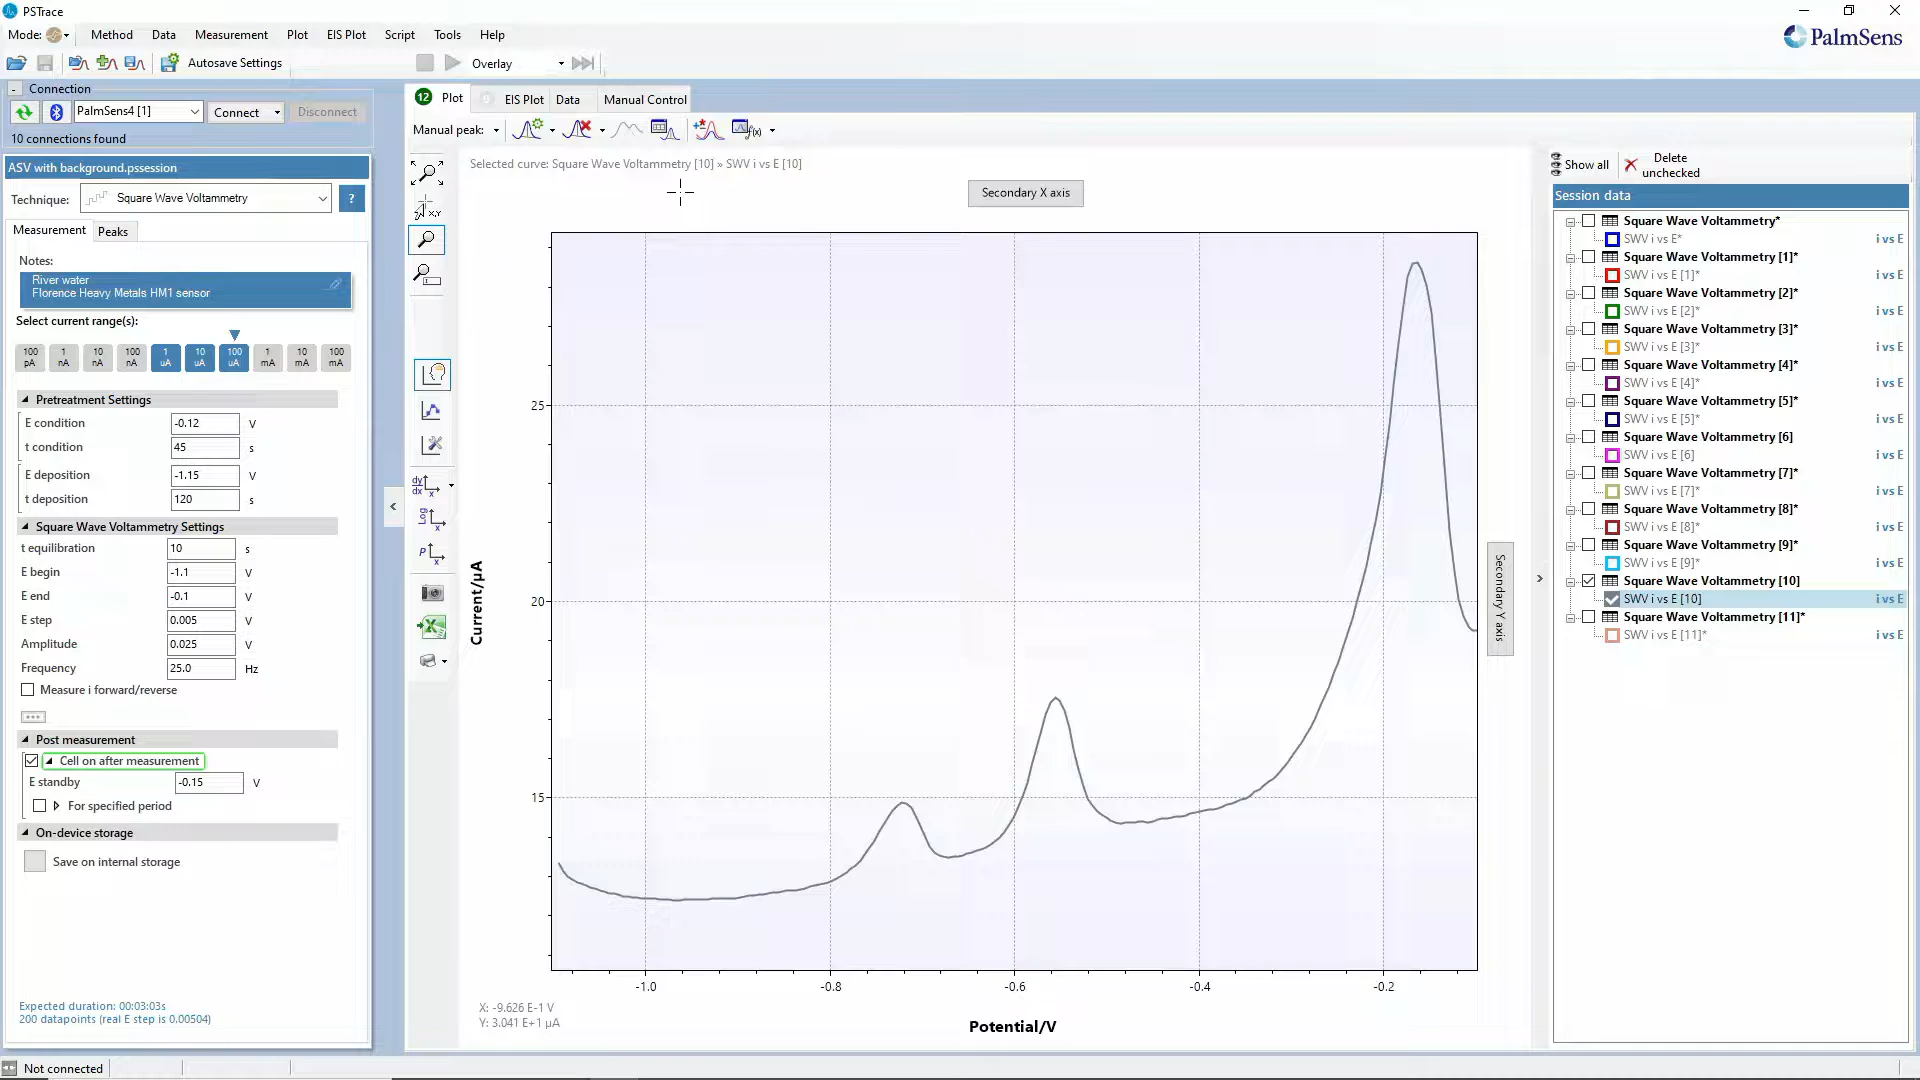 PSTrace
Mode:
Method
Data
Measurement
Plot
EIS Plot
Script
Tools
Help
PalmSens
Autosave Settings
Overlay
- Connection
PalmSens4 [1]
Connect
Disconnect
10 connections found
ASV with background.pssession
Technique:
Square Wave Voltammetry
?
Measurement
Peaks
Notes:
River water
Florence Heavy Metals HM1 sensor
Select current range(s):
100 pA
1 nA
10 nA
100 nA
1 uA
10 uA
100 uA
1 mA
10 mA
100 mA
Pretreatment Settings
E condition -0.12 V
t condition 45 s
E deposition -1.15 V
t deposition 120 s
Square Wave Voltammetry Settings
t equilibration 10 s
E begin -1.1 V
E end -0.1 V
E step 0.005 V
Amplitude 0.025 V
Frequency 25.0 Hz
Measure i forward/reverse
Post measurement
Cell on after measurement
E standby -0.15 V
For specified period
On-device storage
Save on internal storage
Expected duration: 00:03:03s
200 datapoints (real E step is 0.00504)
Not connected
12 Plot
EIS Plot
Data
Manual Control
Manual peak:
Selected curve: Square Wave Voltammetry [10] » SWV i vs E [10]
Secondary X axis
25
20
15
Current/µA
-1.0
-0.8
-0.6
-0.4
-0.2
Potential/V
X: -9.626 E-1 V
Y: 3.041 E+1 µA
Secondary Y axis
Show all
Delete
unchecked
Session data
Square Wave Voltammetry*
SWV i vs E* i vs E
Square Wave Voltammetry [1]*
SWV i vs E [1]* i vs E
Square Wave Voltammetry [2]*
SWV i vs E [2]* i vs E
Square Wave Voltammetry [3]*
SWV i vs E [3]* i vs E
Square Wave Voltammetry [4]*
SWV i vs E [4]* i vs E
Square Wave Voltammetry [5]*
SWV i vs E [5]* i vs E
Square Wave Voltammetry [6]
SWV i vs E [6] i vs E
Square Wave Voltammetry [7]*
SWV i vs E [7]* i vs E
Square Wave Voltammetry [8]*
SWV i vs E [8]* i vs E
Square Wave Voltammetry [9]*
SWV i vs E [9]* i vs E
Square Wave Voltammetry [10]
SWV i vs E [10] i vs E
Square Wave Voltammetry [11]*
SWV i vs E [11]* i vs E